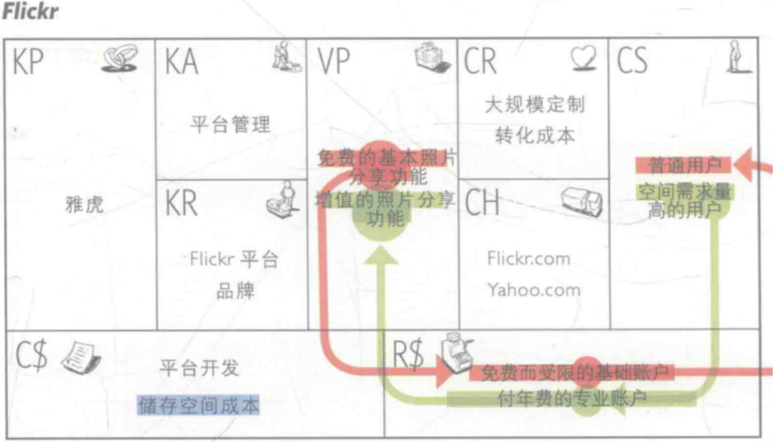 Flickr
KP
雅虎
KA
平台管理
KR
Flickr 平台
品牌
VP
免费的基本照片
分享功能
增值的照片分享
功能
CR
大规模定制
转化成本
CH
Flickr.com
Yahoo.com
CS
普通用户
空间需求量
高的用户
C$
平台开发
储存空间成本
R$
免费而受限的基础账户
付年费的专业账户